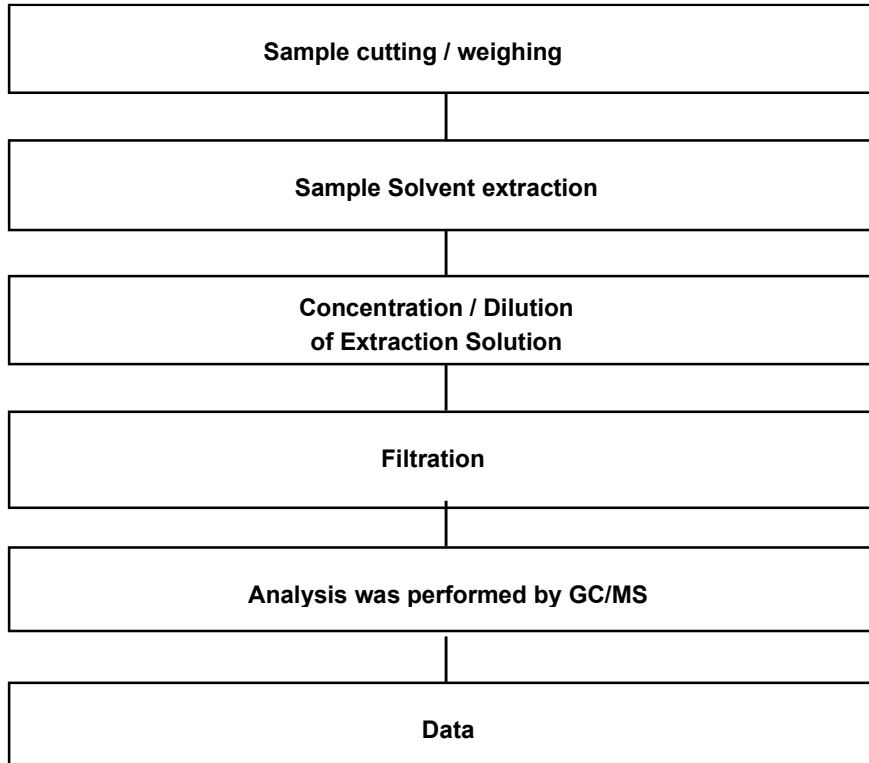 Sample cutting / weighing
Sample Solvent extraction
Concentration / Dilution
of Extraction Solution
Filtration
Analysis was performed by GC/MS
Data